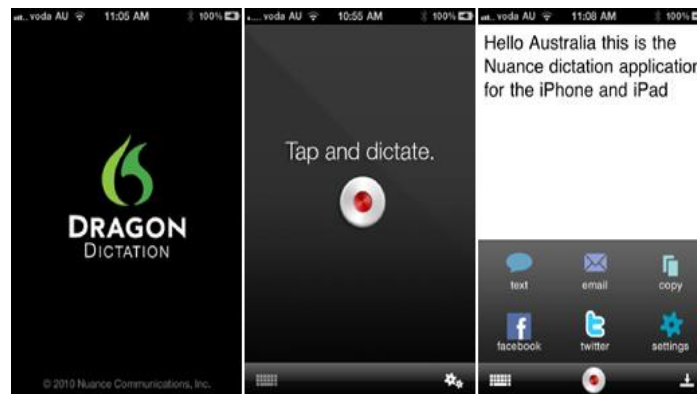 voda AU 11:05 AM 100%
DRAGON
DICTATION
© 2010 Nuance Communications, Inc.
voda AU 10:55 AM 100%
Tap and dictate.
voda AU 11:08 AM 100%
Hello Australia this is the
Nuance dictation application
for the iPhone and iPad
text email copy
facebook twitter settings